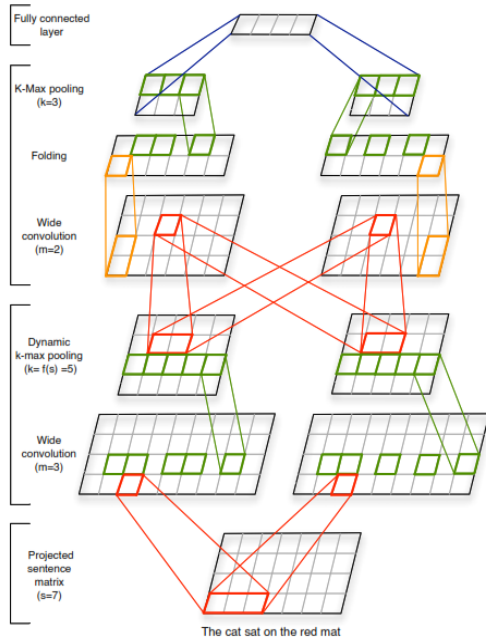 Fully connected
layer
K-Max pooling
(k=3)
Folding
Wide
convolution
(m=2)
Dynamic
k-max pooling
(k= f(s) =5)
Wide
convolution
(m=3)
Projected
sentence
matrix
(s=7)
The cat sat on the red mat